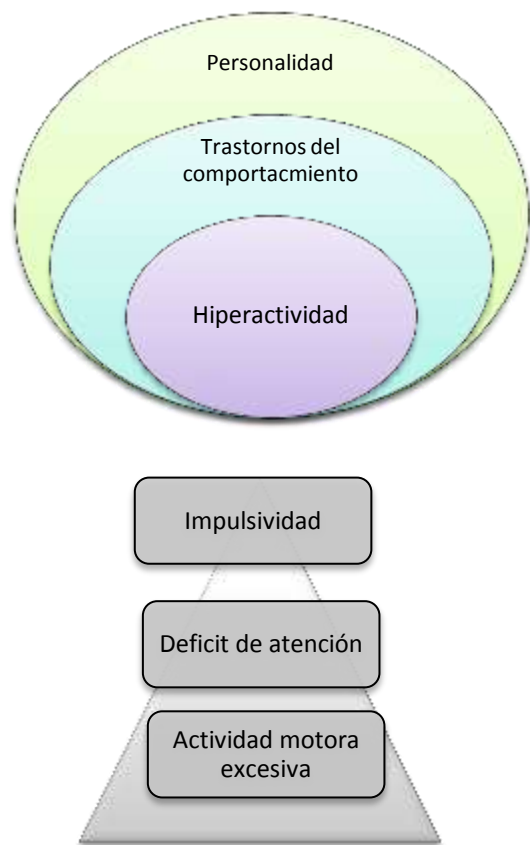 Personalidad
Trastornos del
comportacmiento
Hiperactividad
Impulsividad
Deficit de atención
Actividad motora
excesiva